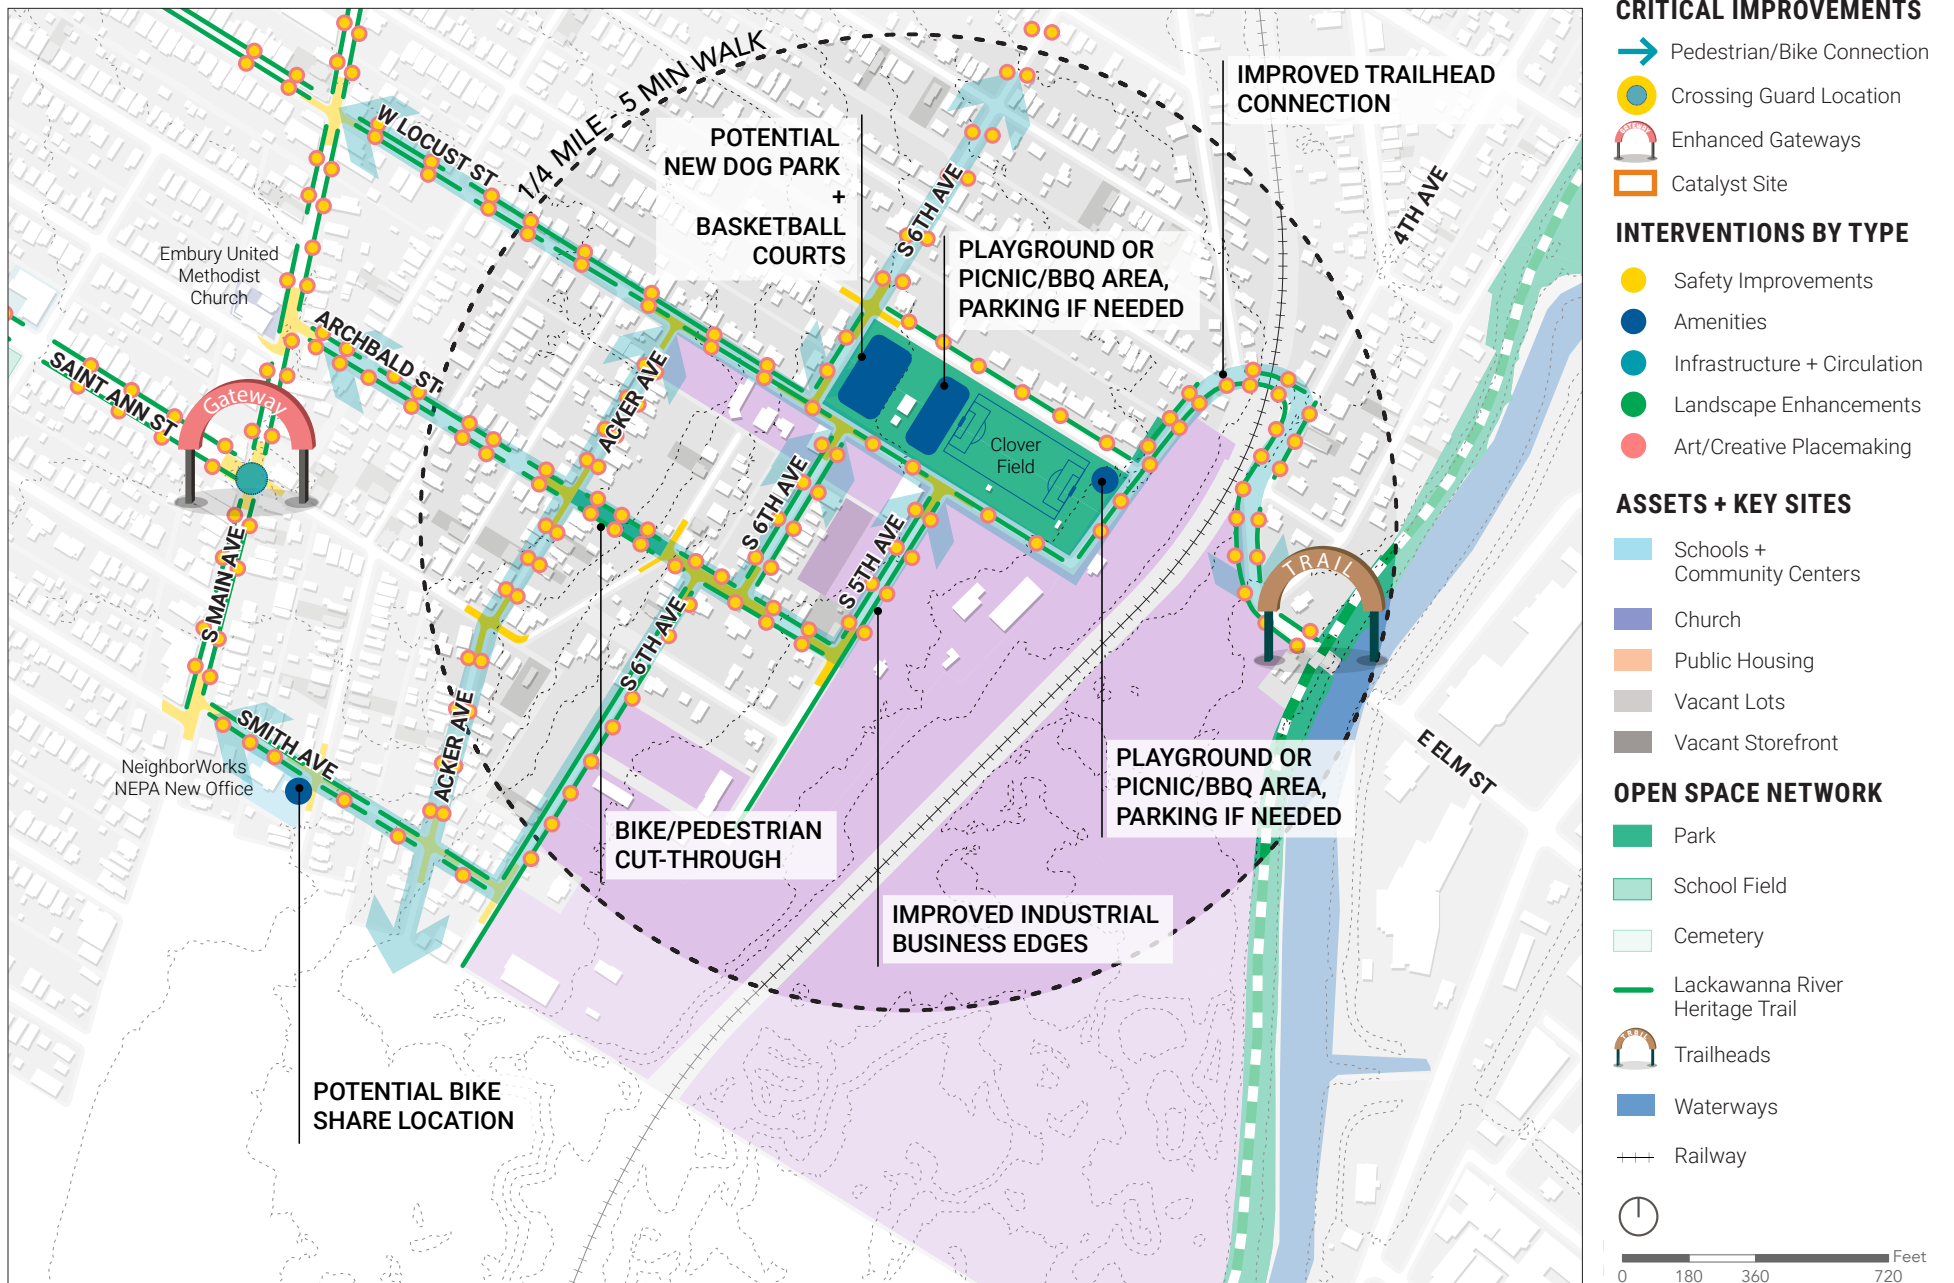 1/4 MILE - 5 MIN WALK
W LOCUST ST
POTENTIAL
NEW DOG PARK
+
BASKETBALL
COURTS
S 6TH AVE
PLAYGROUND OR
PICNIC/BBQ AREA,
PARKING IF NEEDED
IMPROVED TRAILHEAD
CONNECTION
4TH AVE
Embury United
Methodist
Church
ARCHBALD ST
SAINT ANN ST
Gateway
ACKER AVE
Clover
Field
S 6TH AVE
S 5TH AVE
S MAIN AVE
S 6TH AVE
TRAIL
SMITH AVE
ACKER AVE
NeighborWorks
NEPA New Office
E ELM ST
PLAYGROUND OR
PICNIC/BBQ AREA,
PARKING IF NEEDED
BIKE/PEDESTRIAN
CUT-THROUGH
IMPROVED INDUSTRIAL
BUSINESS EDGES
POTENTIAL BIKE
SHARE LOCATION
CRITICAL IMPROVEMENTS
Pedestrian/Bike Connection
Crossing Guard Location
Enhanced Gateways
Catalyst Site
INTERVENTIONS BY TYPE
Safety Improvements
Amenities
Infrastructure + Circulation
Landscape Enhancements
Art/Creative Placemaking
ASSETS + KEY SITES
Schools +
Community Centers
Church
Public Housing
Vacant Lots
Vacant Storefront
OPEN SPACE NETWORK
Park
School Field
Cemetery
Lackawanna River
Heritage Trail
TRAIL
Trailheads
Waterways
Railway
Feet
0 180 360 720